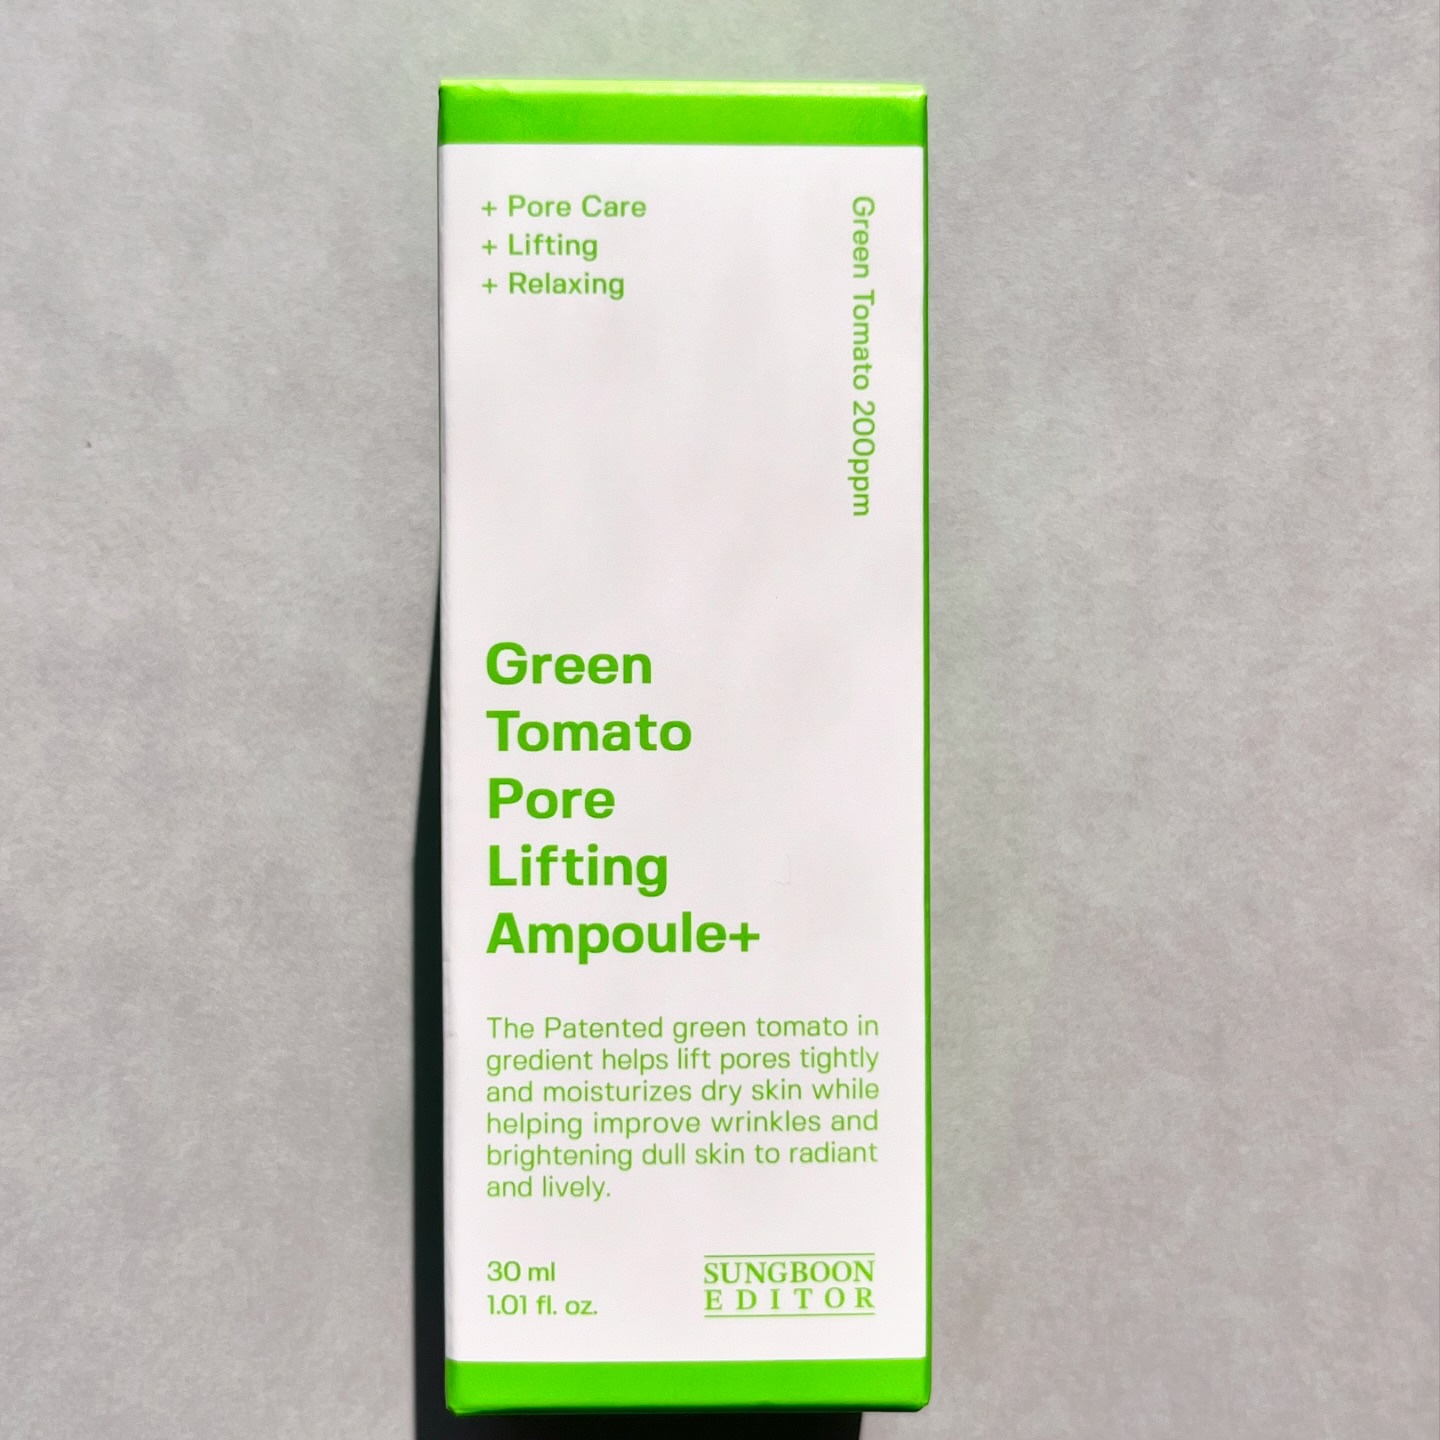 + Pore Care
+ Lifting
+ Relaxing
Green Tomato 200ppm
Green
Tomato
Pore
Lifting
Ampoule+
The Patented green tomato in
gredient helps lift pores tightly
and moisturizes dry skin while
helping improve wrinkles and
brightening dull skin to radiant
and lively.
30 ml
1.01 fl. oz.
SUNGBOON
EDITOR